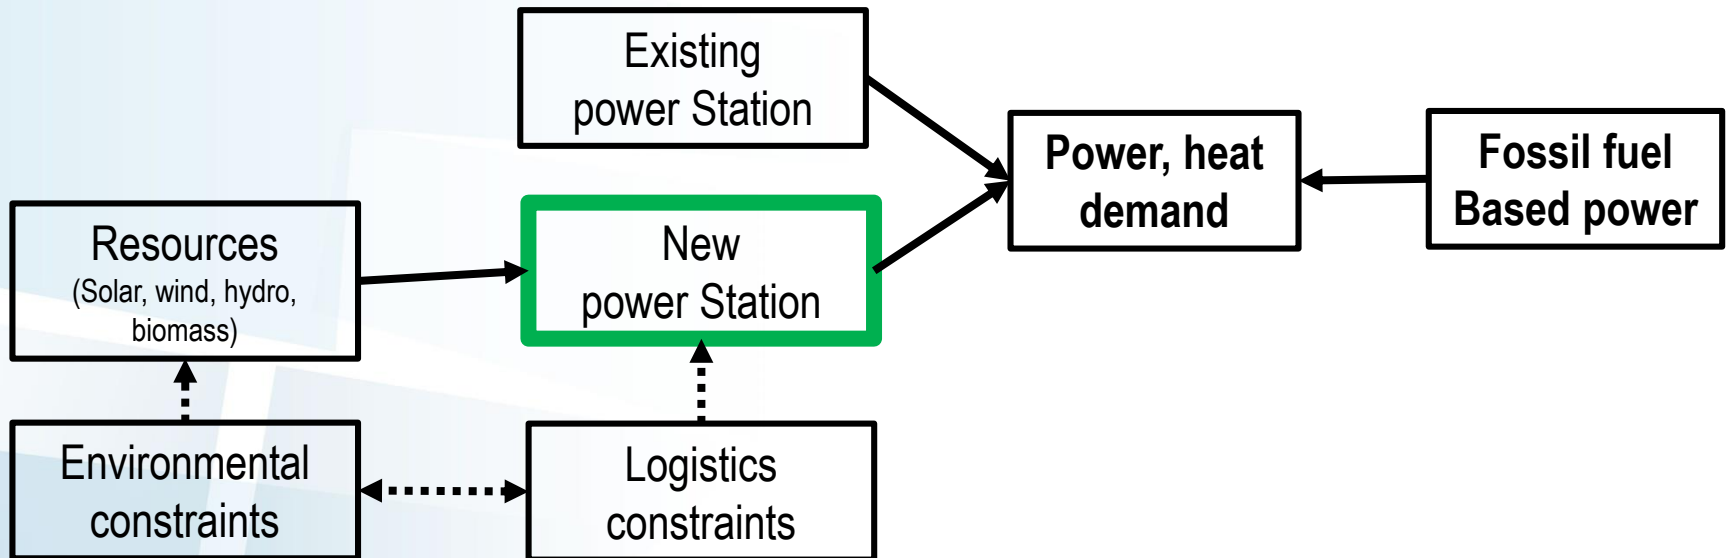 Existing
power Station
Power, heat
demand
Fossil fuel
Based power
Resources
(Solar, wind, hydro,
biomass)
New
power Station
Environmental
constraints
Logistics
constraints